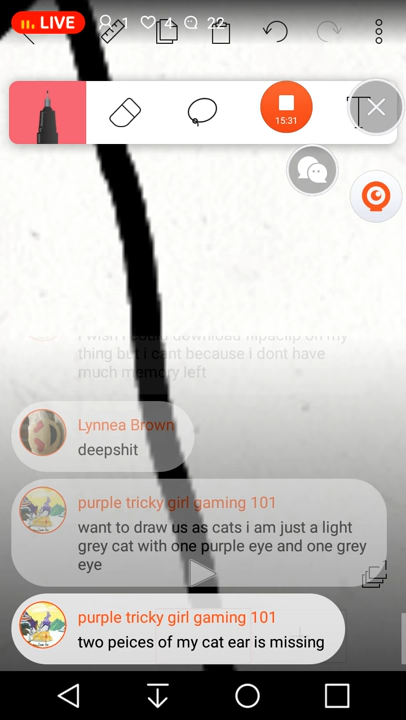 LIVE 1 4 22
15:31
T
I wish i could download flipaclip on my
thing but i cant because i dont have
much memory left
Lynnea Brown
deepshit
purple tricky girl gaming 101
want to draw us as cats i am just a light
grey cat with one purple eye and one grey
eye
purple tricky girl gaming 101
two peices of my cat ear is missing